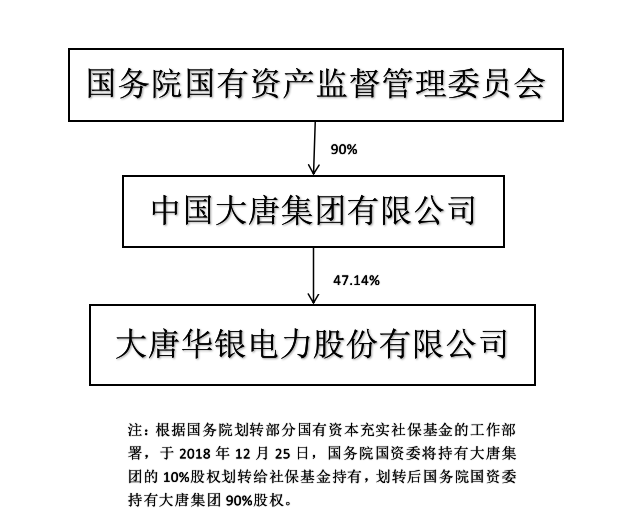 国务院国有资产监督管理委员会
90%
中国大唐集团有限公司
47.14%
大唐华银电力股份有限公司
注：根据国务院划转部分国有资本充实社保基金的工作部
署，于 2018 年 12 月 25 日，国务院国资委将持有大唐集
团的 10%股权划转给社保基金持有，划转后国务院国资委
持有大唐集团 90%股权。